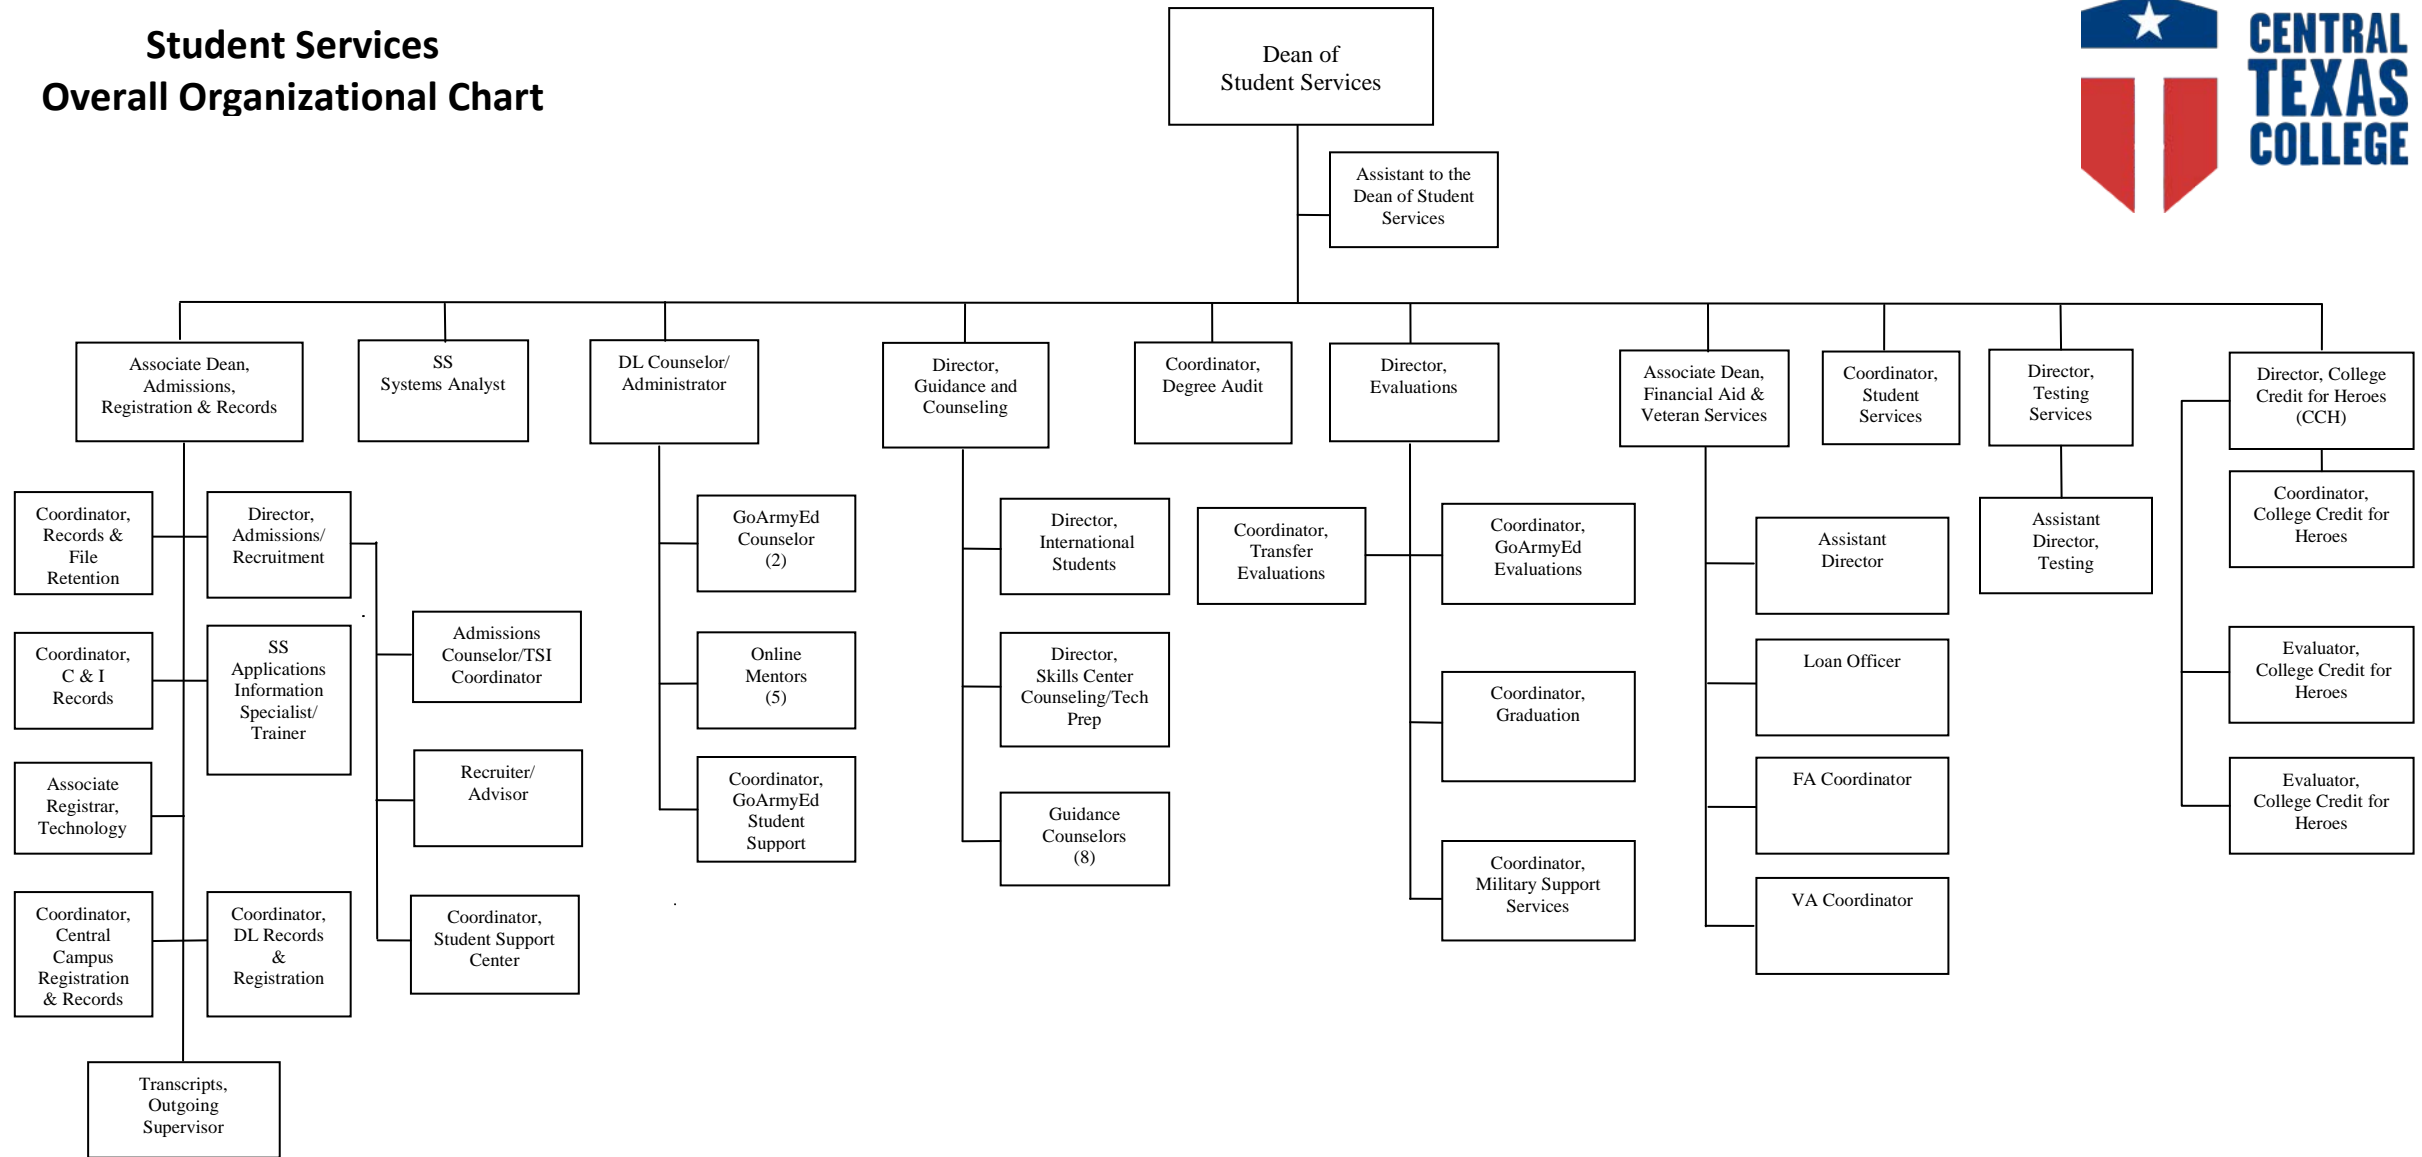 Student Services
Overall Organizational Chart
Dean of
Student Services
CENTRAL
TEXAS
COLLEGE
Assistant to the
Dean of Student
Services
Associate Dean,
Admissions,
Registration & Records
SS
Systems Analyst
DL Counselor/
Administrator
Director,
Guidance and
Counseling
Coordinator,
Degree Audit
Director,
Evaluations
Associate Dean,
Financial Aid &
Veteran Services
Coordinator,
Student
Services
Director,
Testing
Services
Director, College
Credit for Heroes
(CCH)
Coordinator,
Records &
File
Retention
Director,
Admissions/
Recruitment
Coordinator,
C & I
Records
SS
Applications
Information
Specialist/
Trainer
Associate
Registrar,
Technology
Coordinator,
Central
Campus
Registration
& Records
Coordinator,
DL Records
&
Registration
Transcripts,
Outgoing
Supervisor
Admissions
Counselor/TSI
Coordinator
Recruiter/
Advisor
Coordinator,
Student Support
Center
GoArmyEd
Counselor
(2)
Online
Mentors
(5)
Coordinator,
GoArmyEd
Student
Support
Director,
International
Students
Director,
Skills Center
Counseling/Tech
Prep
Guidance
Counselors
(8)
Coordinator,
Transfer
Evaluations
Coordinator,
GoArmyEd
Evaluations
Coordinator,
Graduation
Coordinator,
Military Support
Services
Assistant
Director
Loan Officer
FA Coordinator
VA Coordinator
Assistant
Director,
Testing
Coordinator,
College Credit for
Heroes
Evaluator,
College Credit for
Heroes
Evaluator,
College Credit for
Heroes